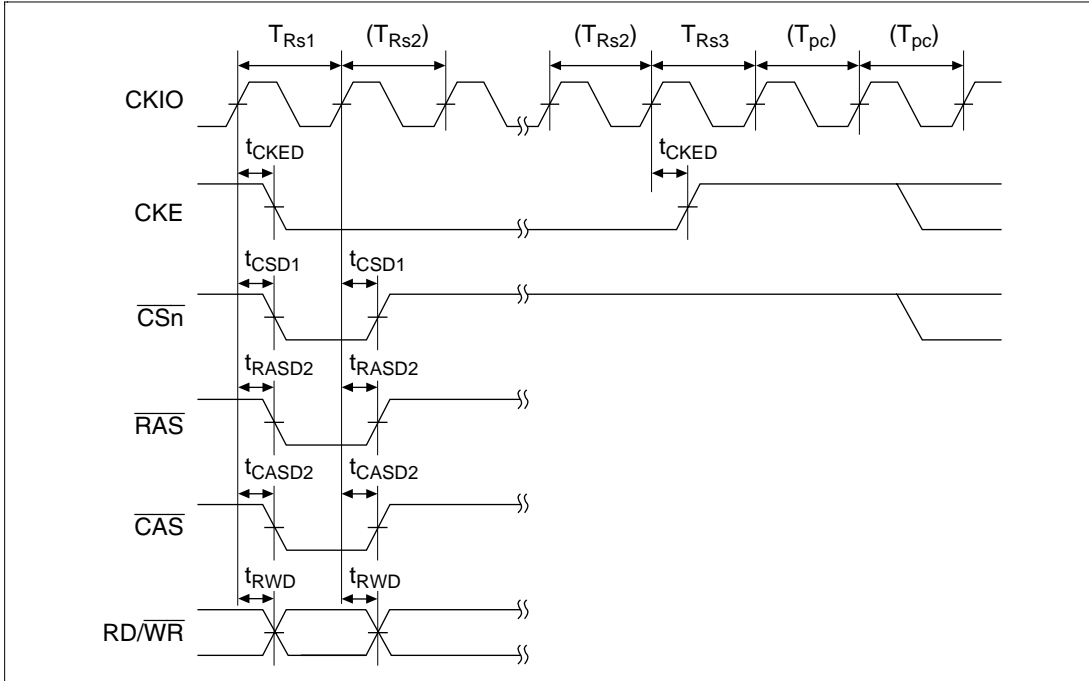 TRs1 (TRs2) (TRs2) TRs3 (Tpc) (Tpc)
CKIO
tCKED tCKED
CKE
tCSD1 tCSD1
CSn
tRASD2 tRASD2
RAS
tCASD2 tCASD2
CAS
tRWD tRWD
RD/WR